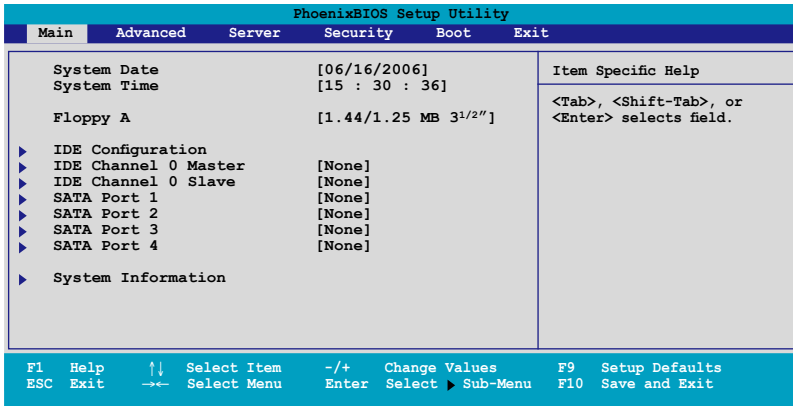 PhoenixBIOS Setup Utility
Main Advanced Server Security Boot Exit
System Date [06/16/2006]
System Time [15 : 30 : 36]
Floppy A [1.44/1.25 MB 3 1/2″]
IDE Configuration
IDE Channel 0 Master [None]
IDE Channel 0 Slave [None]
SATA Port 1 [None]
SATA Port 2 [None]
SATA Port 3 [None]
SATA Port 4 [None]
System Information
Item Specific Help
<Tab>, <Shift-Tab>, or
<Enter> selects field.
F1 Help ↑↓ Select Item -/+ Change Values F9 Setup Defaults
ESC Exit →← Select Menu Enter Select ▶ Sub-Menu F10 Save and Exit